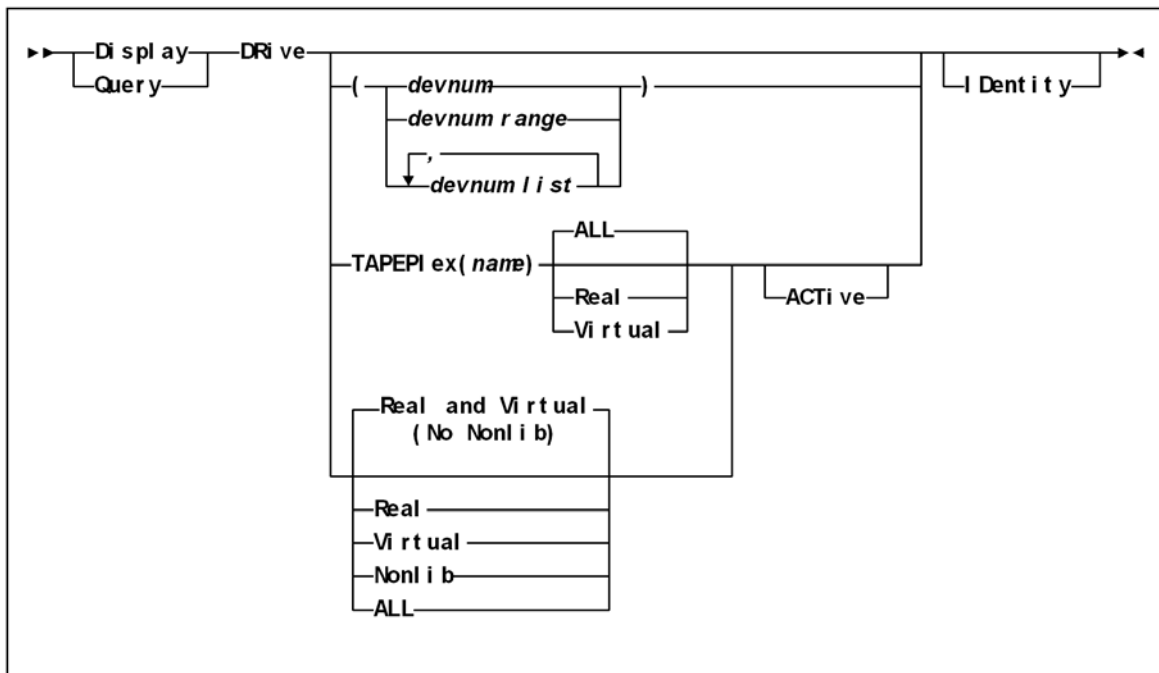 Display DRive
Query IDentity
( devnum )
devnum range
,
devnum list
ALL
TAPEPlex(name)
Real ACTive
Virtual
Real and Virtual
(No Nonlib)
Real
Virtual
Nonlib
ALL